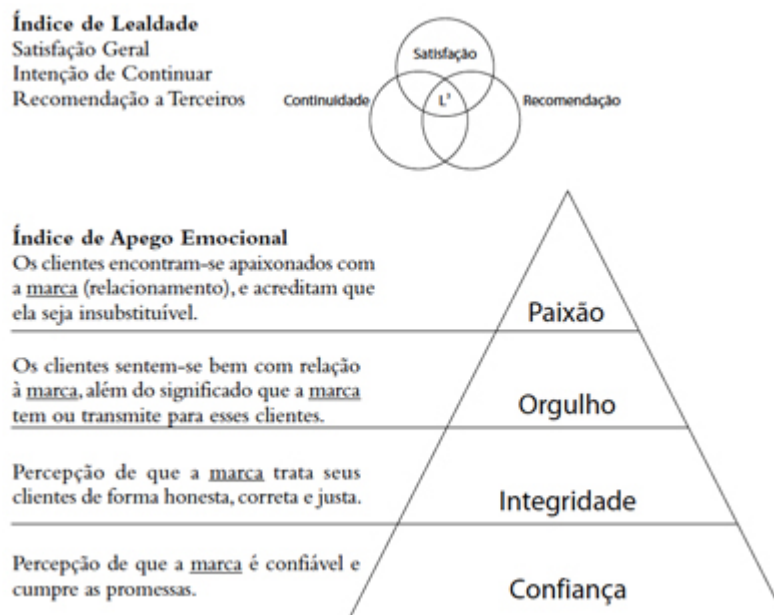 Índice de Lealdade
Satisfação Geral
Intenção de Continuar
Recomendação a Terceiros
Satisfação
Continuidade
L³
Recomendação
Índice de Apego Emocional
Os clientes encontram-se apaixonados com
a marca (relacionamento), e acreditam que
ela seja insubstituível.
Paixão
Os clientes sentem-se bem com relação
à marca, além do significado que a marca
tem ou transmite para esses clientes.
Orgulho
Percepção de que a marca trata seus
clientes de forma honesta, correta e justa.
Integridade
Percepção de que a marca é confiável e
cumpre as promessas.
Confiança